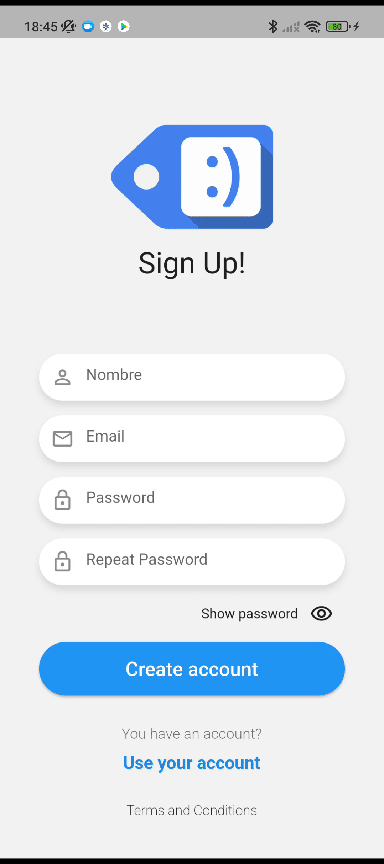 18:45
80
:)
Sign Up!
Nombre
Email
Password
Repeat Password
Show password
Create account
You have an account?
Use your account
Terms and Conditions